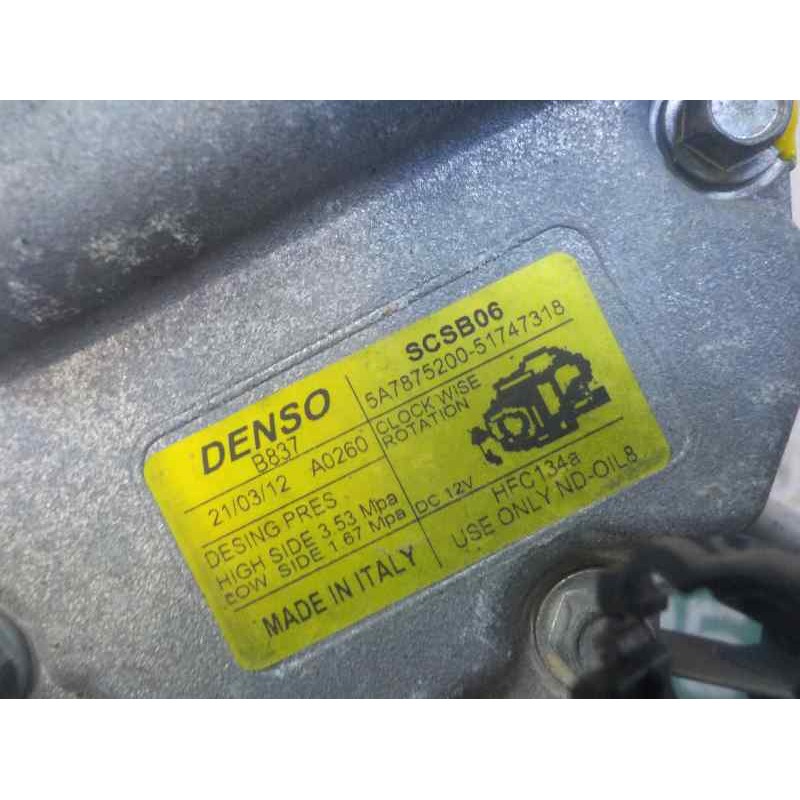 DENSO
B837
21/03/12 A0260
DESING PRES
HIGH SIDE 3.53 Mpa
LOW SIDE 1.67 Mpa
MADE IN ITALY
SCSB06
5A7875200-51747318
CLOCK WISE
ROTATION
DC 12V
HFC134a
USE ONLY ND-OIL8